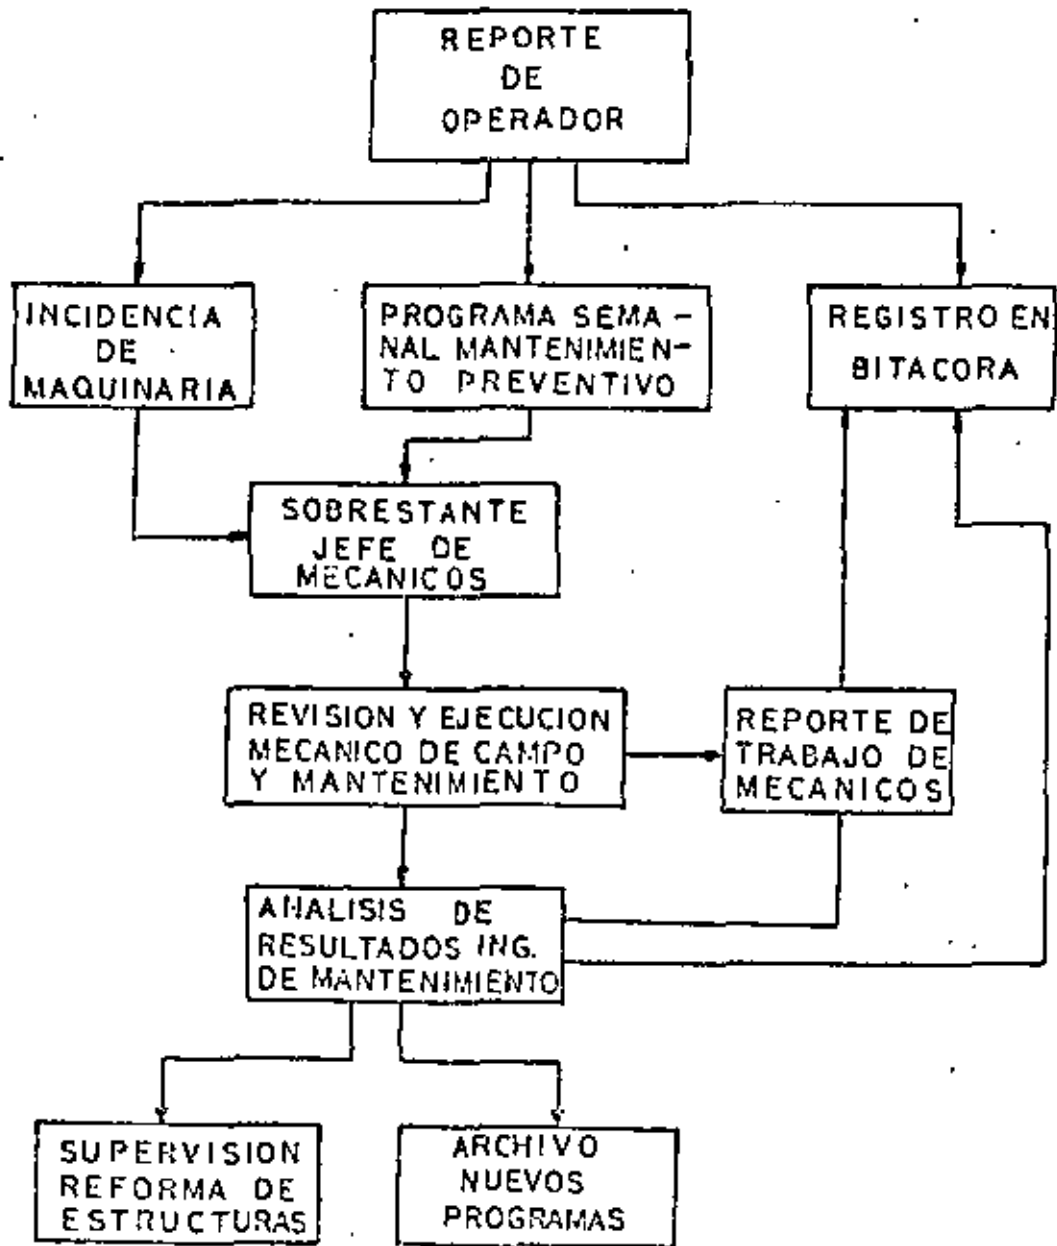 REPORTE
DE
OPERADOR
INCIDENCIA
DE
MAQUINARIA
PROGRAMA SEMA-
NAL MANTENIMIEN-
TO PREVENTIVO
REGISTRO EN
BITACORA
SOBRESTANTE
JEFE DE
MECANICOS
REVISION Y EJECUCION
MECANICO DE CAMPO
Y MANTENIMIENTO
REPORTE DE
TRABAJO DE
MECANICOS
ANALISIS DE
RESULTADOS ING.
DE MANTENIMIENTO
SUPERVISION
REFORMA DE
ESTRUCTURAS
ARCHIVO
NUEVOS
PROGRAMAS